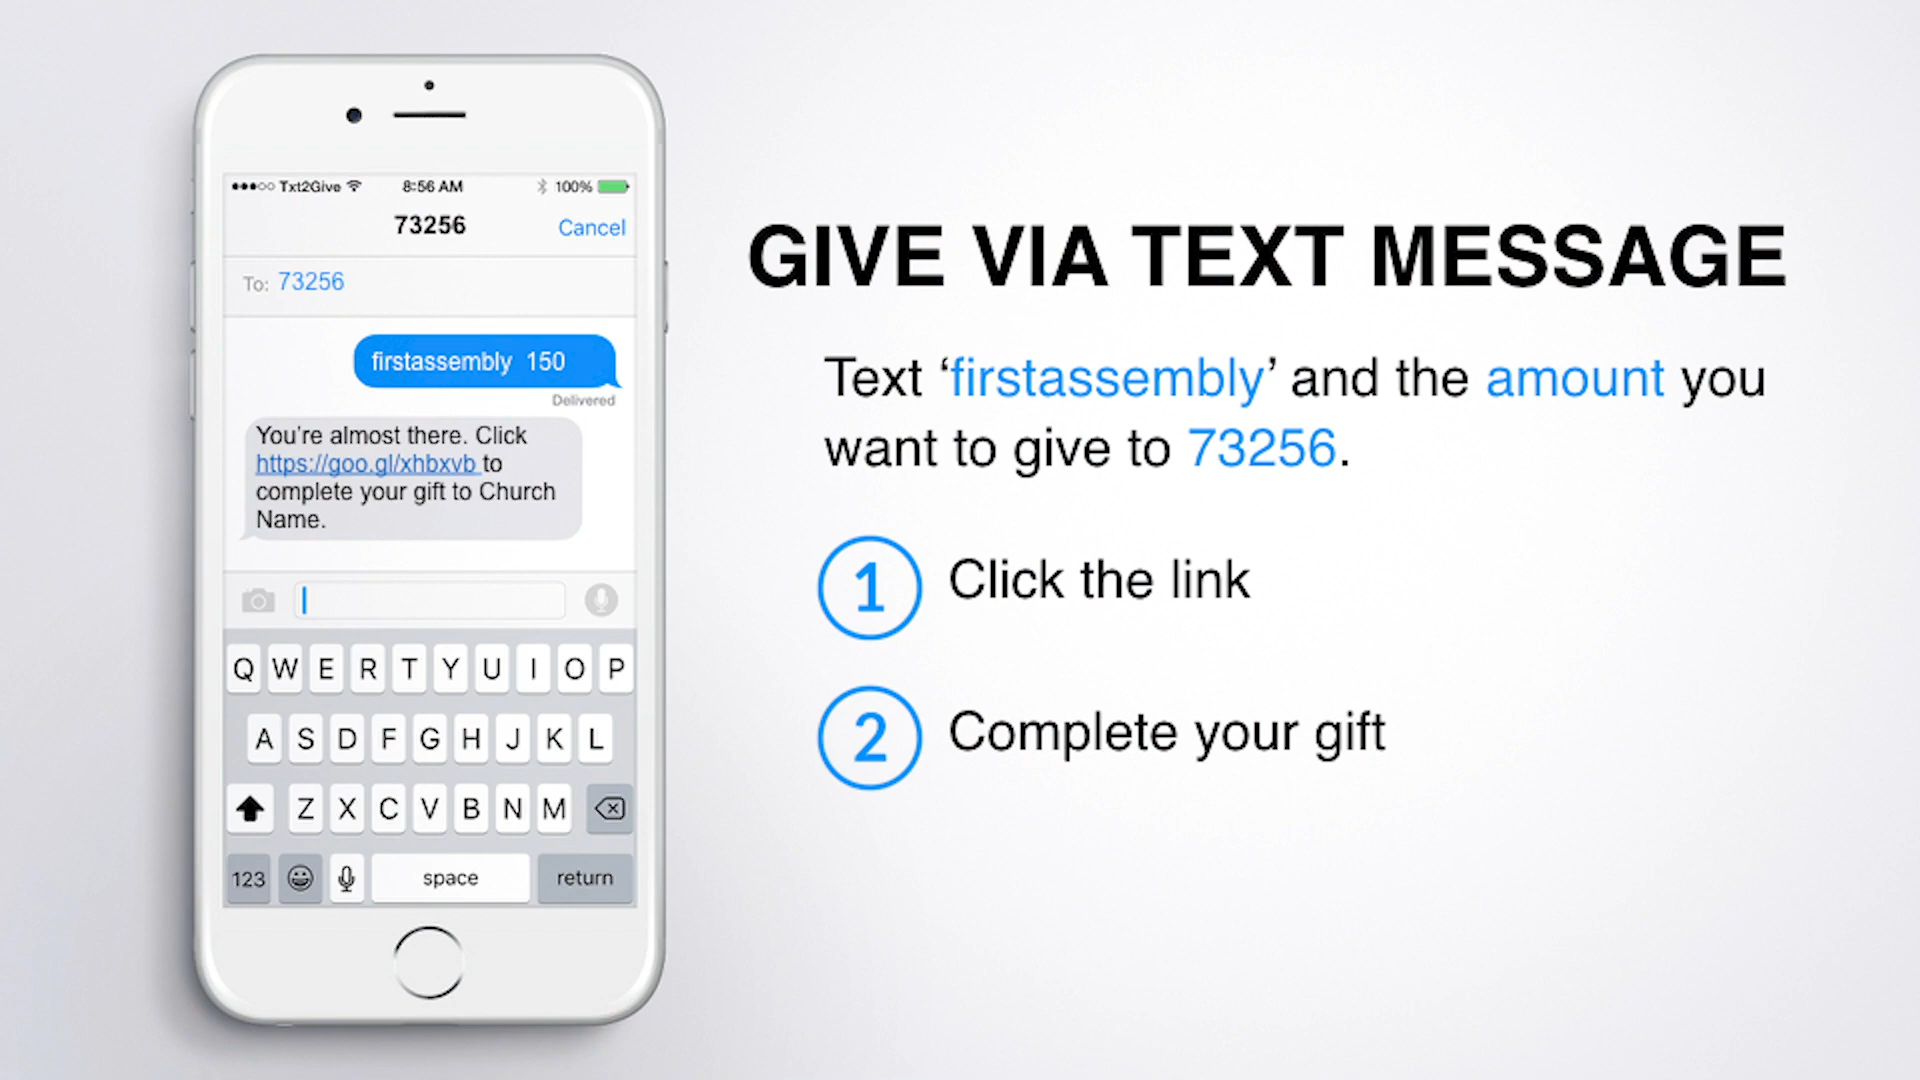 Txt2Give 8:56 AM 100%
73256 Cancel
To: 73256
firstassembly 150
Delivered
You're almost there. Click
https://goo.gl/xhbxvb to
complete your gift to Church
Name.
Q W E R T Y U I O P
A S D F G H J K L
Z X C V B N M
123 space return
GIVE VIA TEXT MESSAGE
Text ‘firstassembly’ and the amount you
want to give to 73256.
1 Click the link
2 Complete your gift